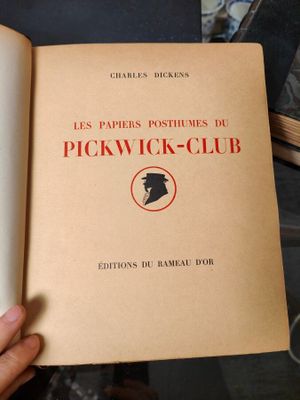 CHARLES DICKENS
LES PAPIERS POSTHUMES DU
PICKWICK-CLUB
ÉDITIONS DU RAMEAU D'OR